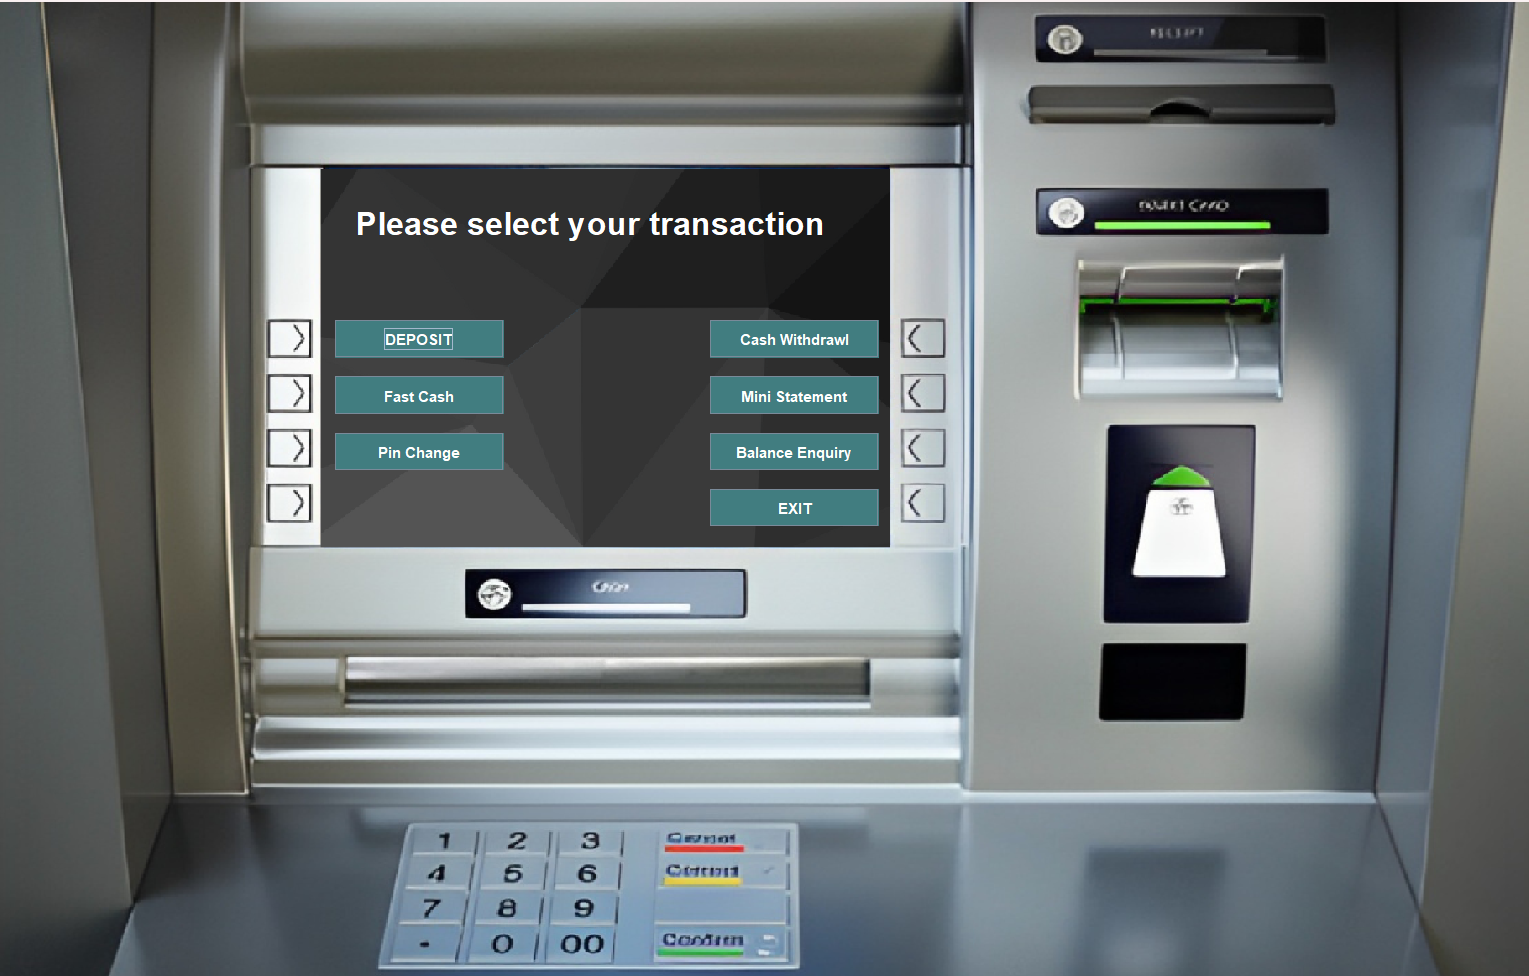 Please select your transaction
DEPOSIT
Cash Withdrawl
Fast Cash
Mini Statement
Pin Change
Balance Enquiry
EXIT
1 2 3
4 5 6
7 8 9
. 0 00
Confirm